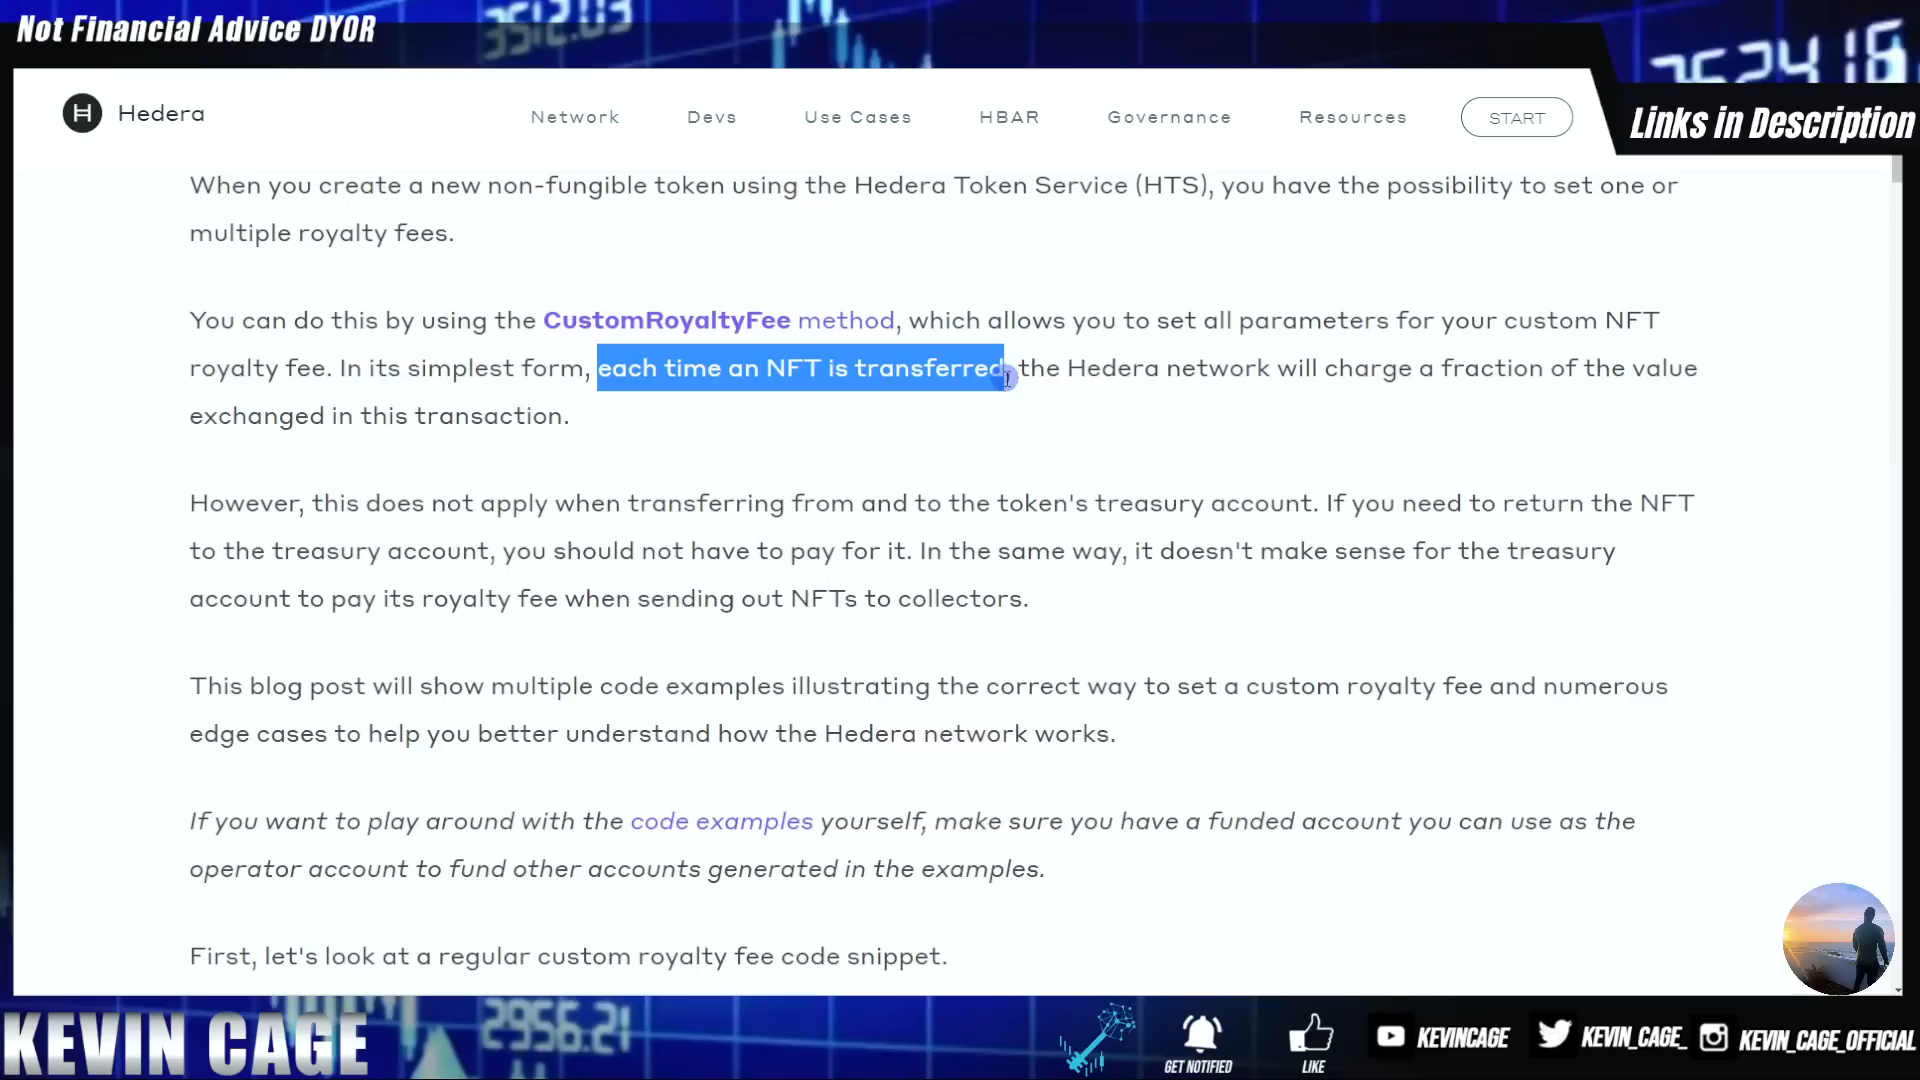 Not Financial Advice DYOR
3512.03
352416
Links in Description
H Hedera
Network Devs Use Cases HBAR Governance Resources START
When you create a new non-fungible token using the Hedera Token Service (HTS), you have the possibility to set one or
multiple royalty fees.
You can do this by using the CustomRoyaltyFee method, which allows you to set all parameters for your custom NFT
royalty fee. In its simplest form, each time an NFT is transferred, the Hedera network will charge a fraction of the value
exchanged in this transaction.
However, this does not apply when transferring from and to the token's treasury account. If you need to return the NFT
to the treasury account, you should not have to pay for it. In the same way, it doesn't make sense for the treasury
account to pay its royalty fee when sending out NFTs to collectors.
This blog post will show multiple code examples illustrating the correct way to set a custom royalty fee and numerous
edge cases to help you better understand how the Hedera network works.
If you want to play around with the code examples yourself, make sure you have a funded account you can use as the
operator account to fund other accounts generated in the examples.
First, let's look at a regular custom royalty fee code snippet.
2956.21
KEVIN CAGE
GET NOTIFIED
LIKE
KEVINCAGE
KEVIN_CAGE_
KEVIN_CAGE_OFFICIAL